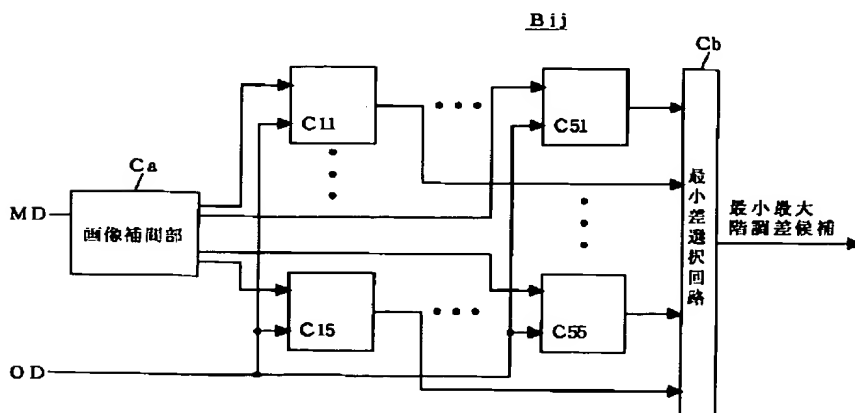 Bij
Cb
C11
• • •
C51
Ca
MD
画像補間部
最小差選択回路
最小最大
階調差候補
C15
• • •
C55
OD